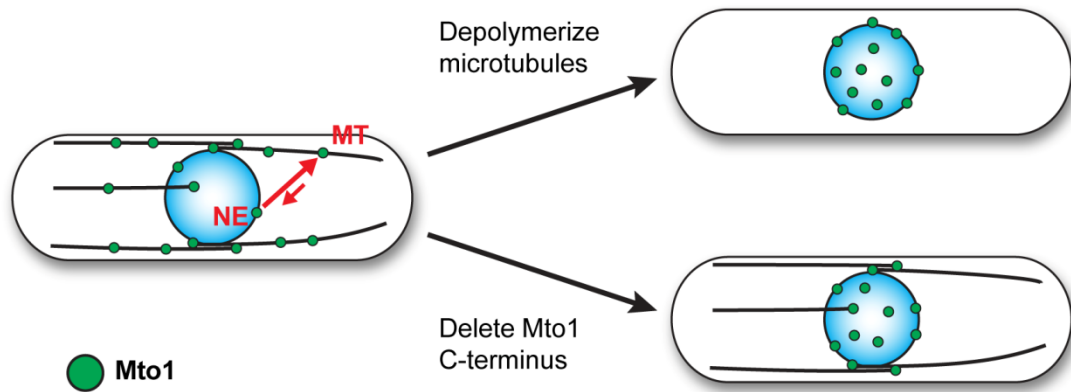 Depolymerize
microtubules
MT
NE
Delete Mto1
C-terminus
Mto1